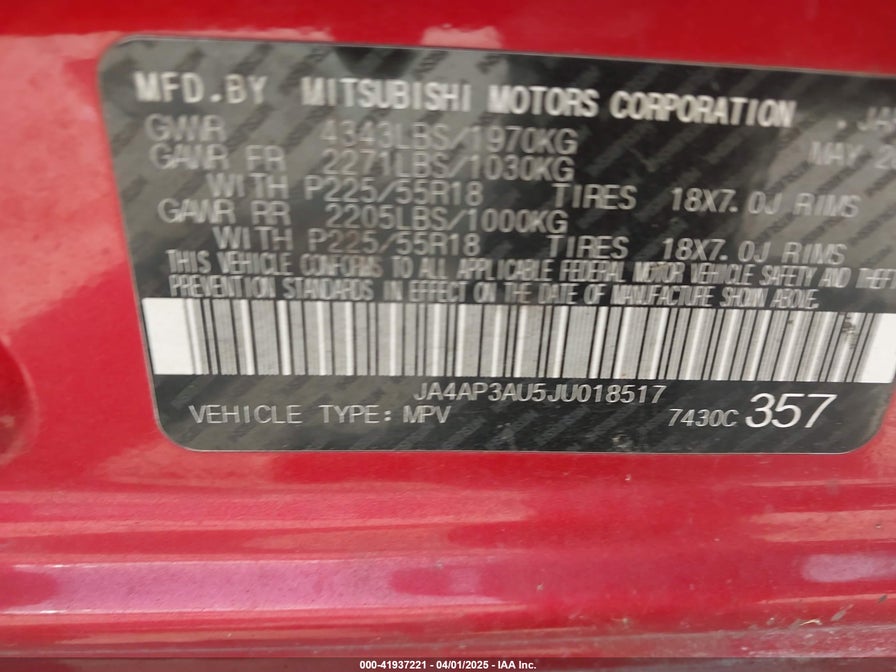 MFD.BY MITSUBISHI MOTORS CORPORATION
GVWR 4343LBS/1970KG
GAWR FR 2271LBS/1030KG
WITH P225/55R18 TIRES 18X7.0J RIMS
GAWR RR 2205LBS/1000KG
WITH P225/55R18 TIRES 18X7.0J RIMS
THIS VEHICLE CONFORMS TO ALL APPLICABLE FEDERAL MOTOR VEHICLE SAFETY AND THEFT
PREVENTION STANDARDS IN EFFECT ON THE DATE OF MANUFACTURE SHOWN ABOVE.
JA4AP3AU5JU018517
VEHICLE TYPE: MPV 7430C 357
000-41937221 | 04/01/2025 | IAA Inc.